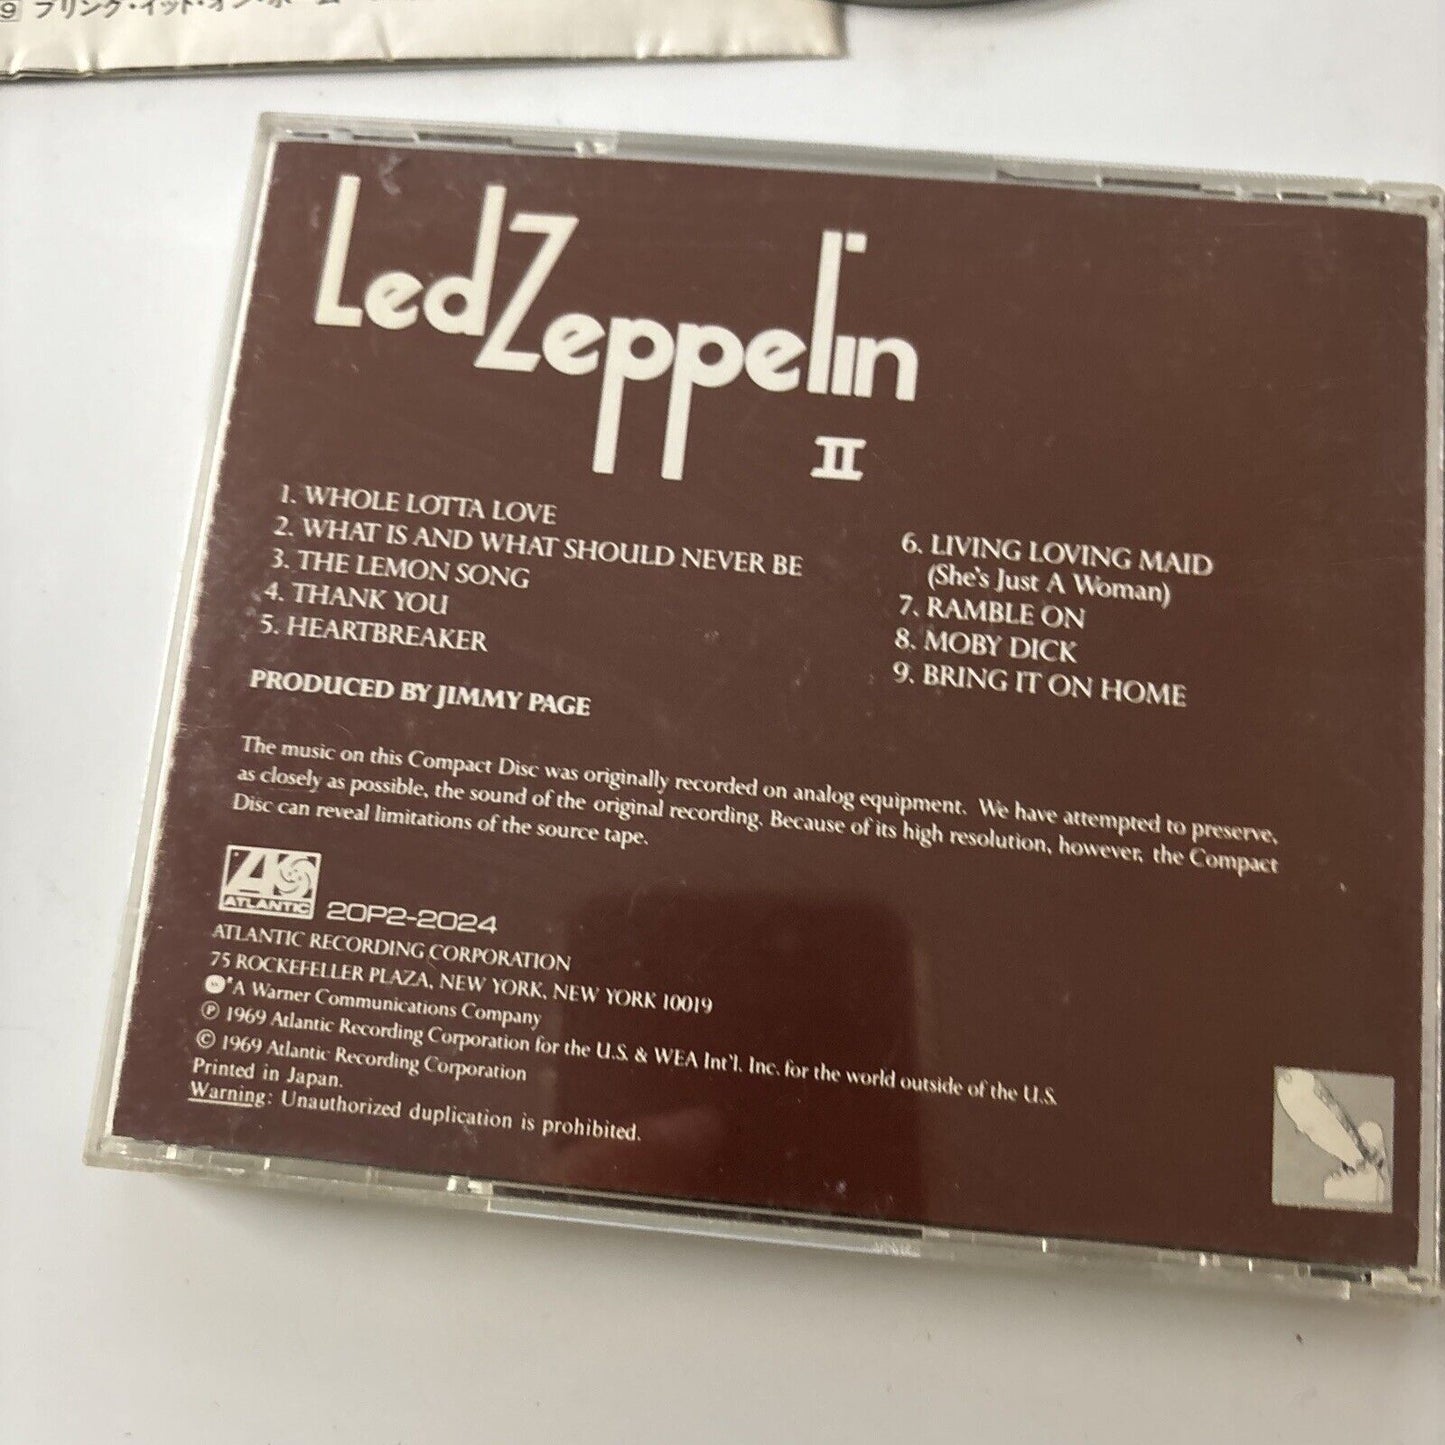 9 ブリング・イット・オン・ホーム
Led Zeppelin
II
1. WHOLE LOTTA LOVE
2. WHAT IS AND WHAT SHOULD NEVER BE
3. THE LEMON SONG
4. THANK YOU
5. HEARTBREAKER
6. LIVING LOVING MAID
(She's Just A Woman)
7. RAMBLE ON
8. MOBY DICK
9. BRING IT ON HOME
PRODUCED BY JIMMY PAGE
The music on this Compact Disc was originally recorded on analog equipment. We have attempted to preserve,
as closely as possible, the sound of the original recording. Because of its high resolution, however, the Compact
Disc can reveal limitations of the source tape.
ATLANTIC
20P2-2024
ATLANTIC RECORDING CORPORATION
75 ROCKEFELLER PLAZA, NEW YORK, NEW YORK 10019
A Warner Communications Company
℗ 1969 Atlantic Recording Corporation for the U.S. & WEA Int'l. Inc. for the world outside of the U.S.
© 1969 Atlantic Recording Corporation
Printed in Japan.
Warning: Unauthorized duplication is prohibited.